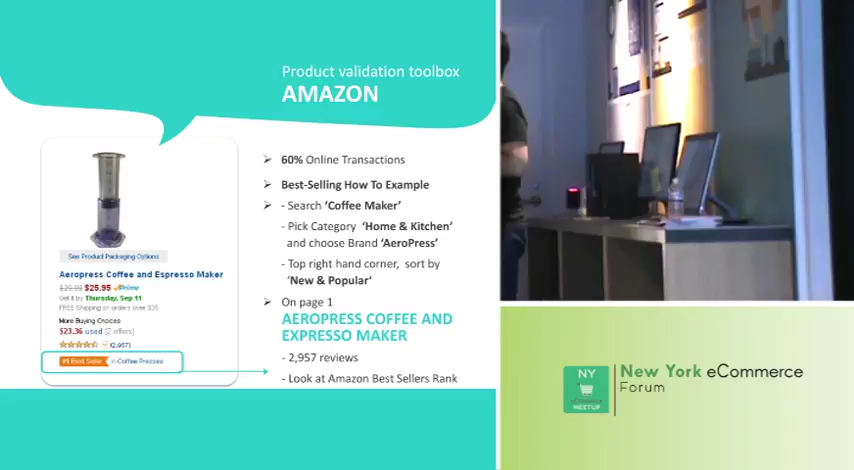 Product validation toolbox
AMAZON
See Product Packaging Options
Aeropress Coffee and Espresso Maker
$29.99 $25.95 Prime
Get it by Thursday, Sep 11
FREE Shipping on orders over $35
More Buying Choices
$23.36 used (2 offers)
(2,957)
#1 Best Seller in Coffee Presses
60% Online Transactions
Best-Selling How To Example
- Search ‘Coffee Maker’
- Pick Category ‘Home & Kitchen’
and choose Brand ‘AeroPress’
- Top right hand corner, sort by
‘New & Popular‘
On page 1
AEROPRESS COFFEE AND
EXPRESSO MAKER
- 2,957 reviews
- Look at Amazon Best Sellers Rank
NY
eCommerce
MEETUP
New York eCommerce
Forum